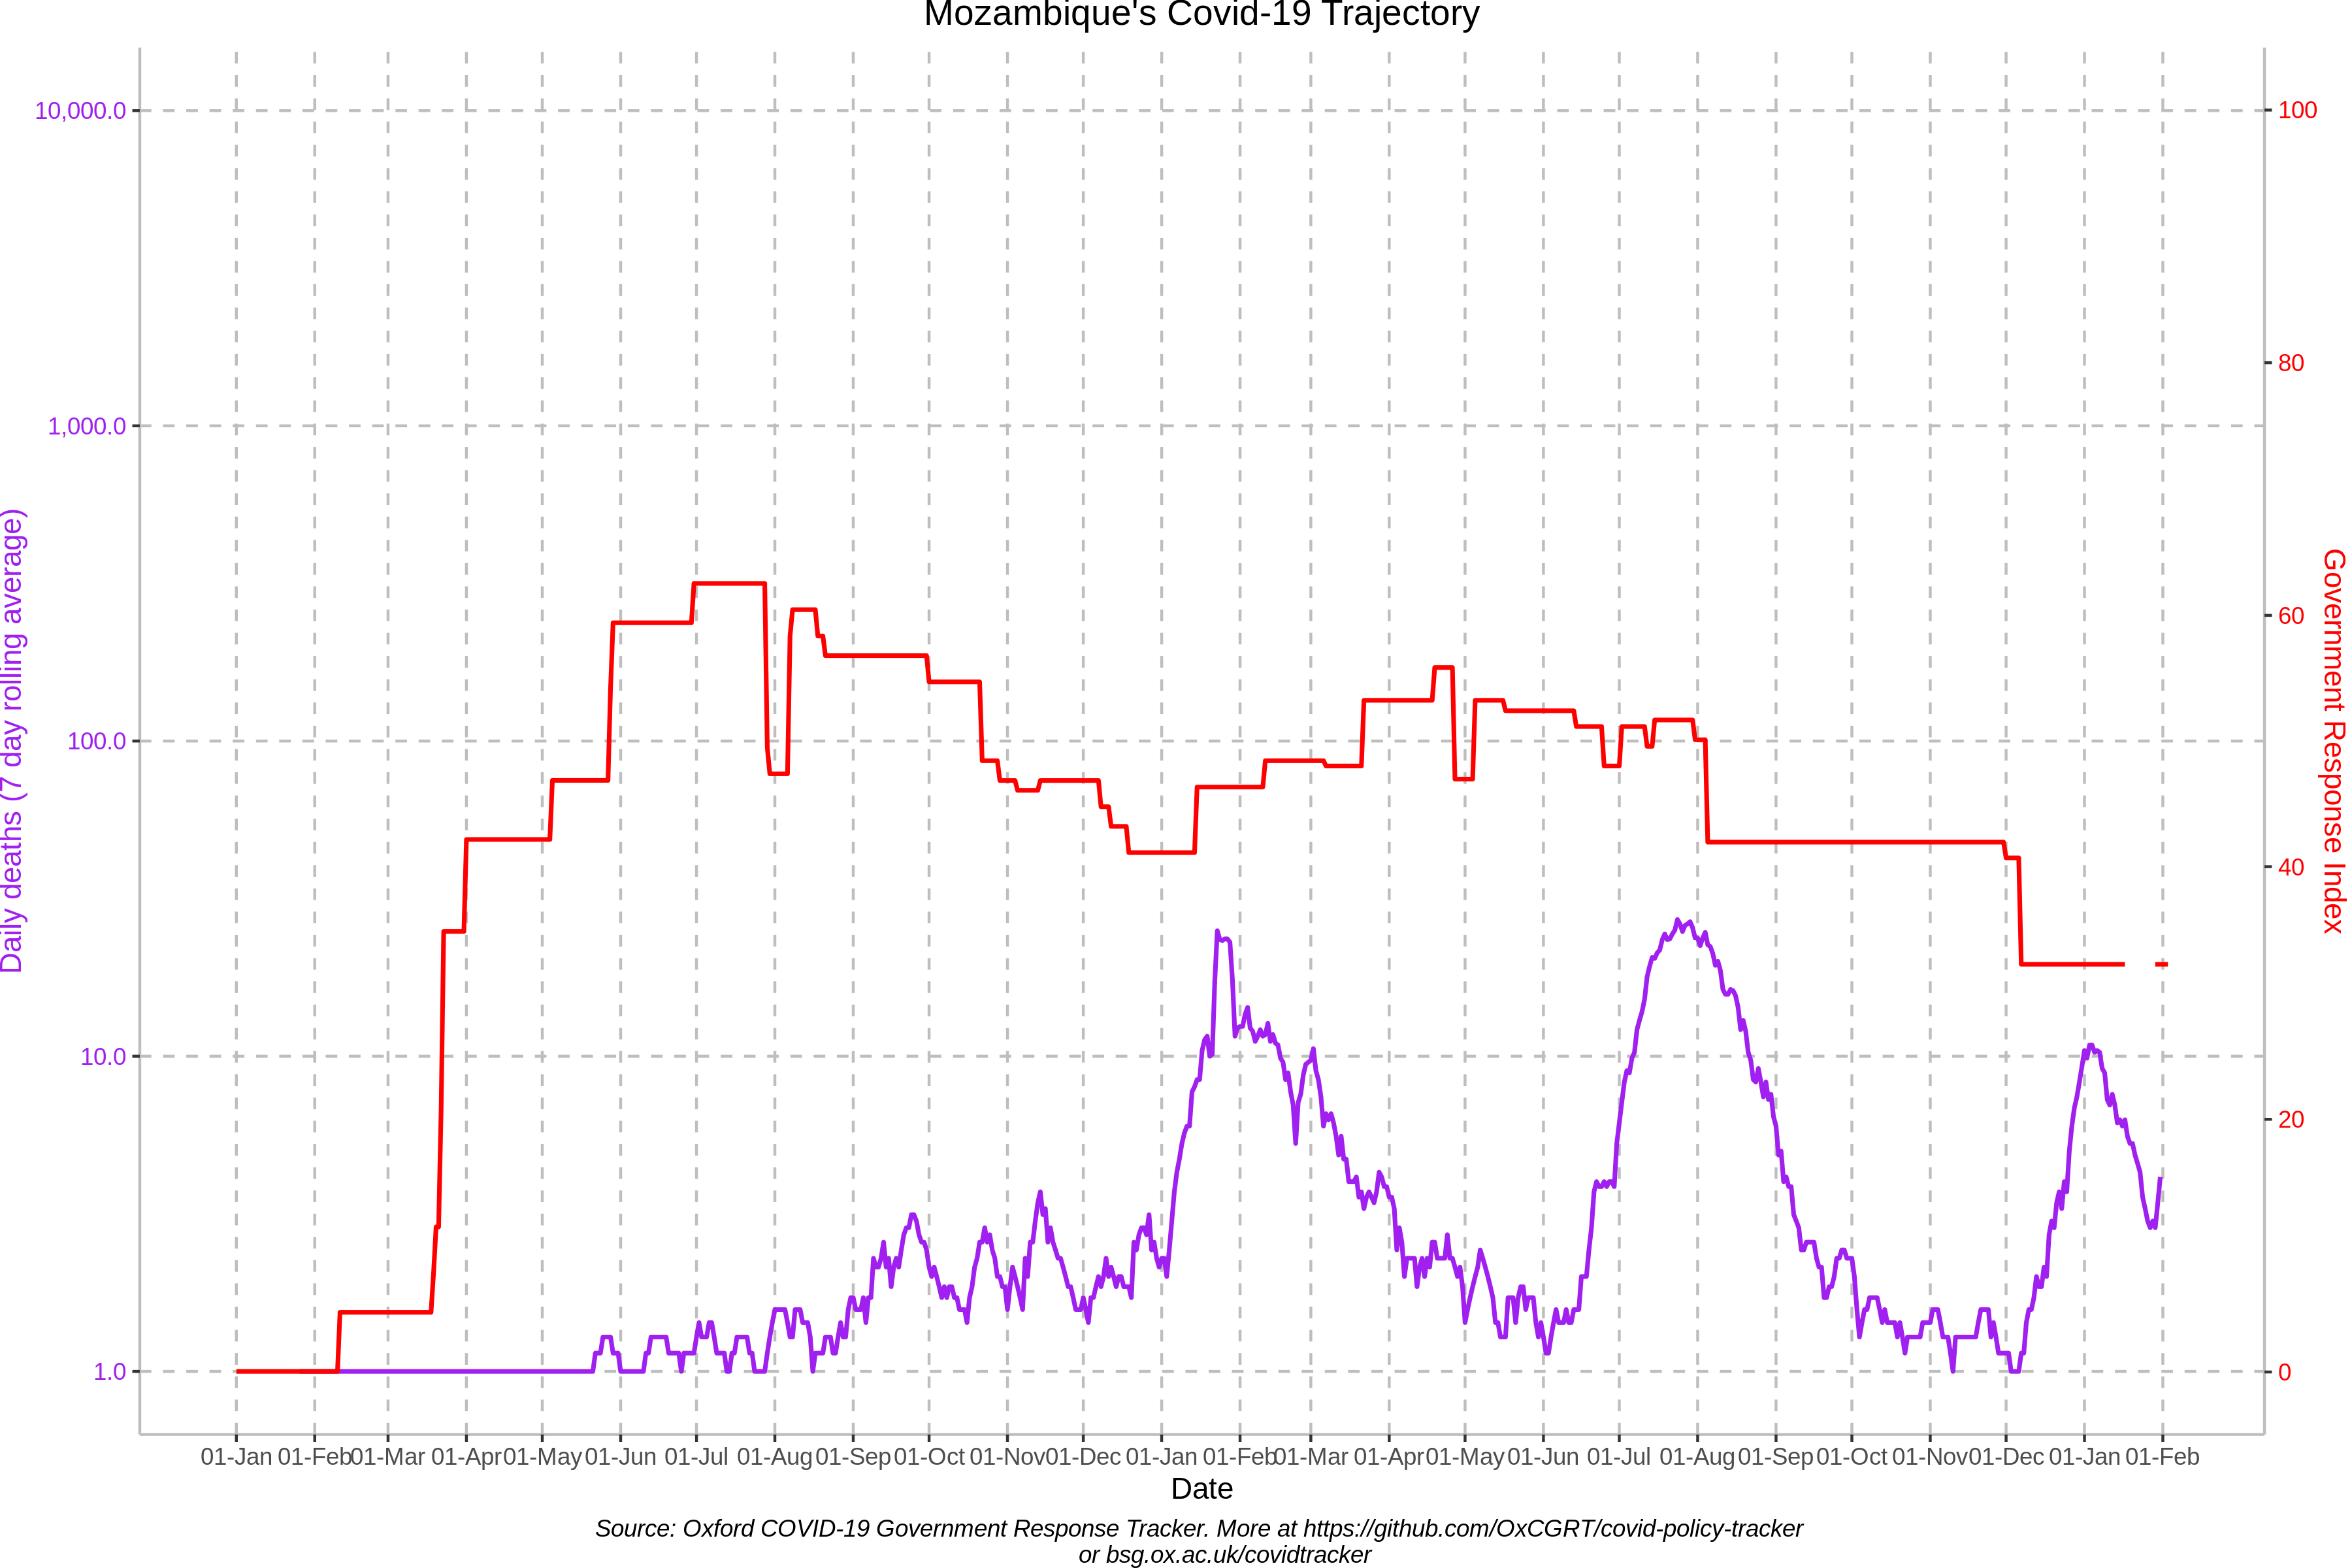 Mozambique's Covid-19 Trajectory
10,000.0
1,000.0
100.0
10.0
1.0
Daily deaths (7 day rolling average)
100
80
60
40
20
0
Government Response Index
01-Jan 01-Feb 01-Mar 01-Apr 01-May 01-Jun 01-Jul 01-Aug 01-Sep 01-Oct 01-Nov 01-Dec 01-Jan 01-Feb 01-Mar 01-Apr 01-May 01-Jun 01-Jul 01-Aug 01-Sep 01-Oct 01-Nov 01-Dec 01-Jan 01-Feb
Date
Source: Oxford COVID-19 Government Response Tracker. More at https://github.com/OxCGRT/covid-policy-tracker
or bsg.ox.ac.uk/covidtracker